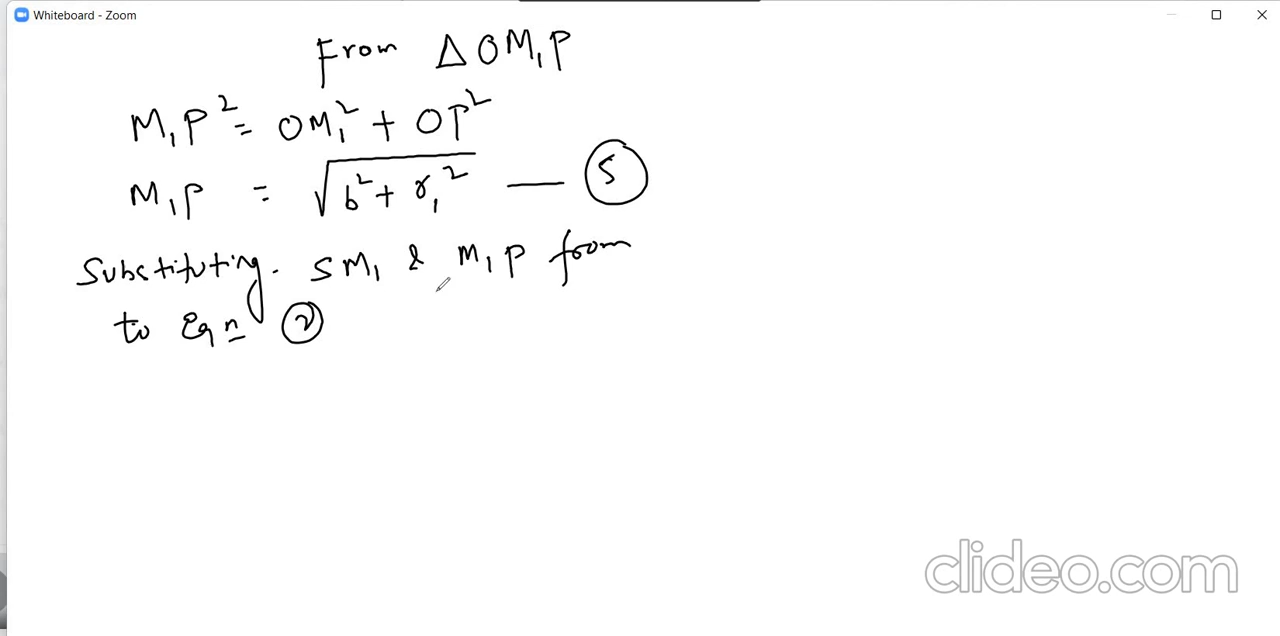 Whiteboard - Zoom
From Δ OM₁P
M₁P² = OM₁² + OP²
M₁P = √(b² + r₁²) — ⑤
Substituting. SM₁ & M₁P from
to Eqn ②
clideo.com